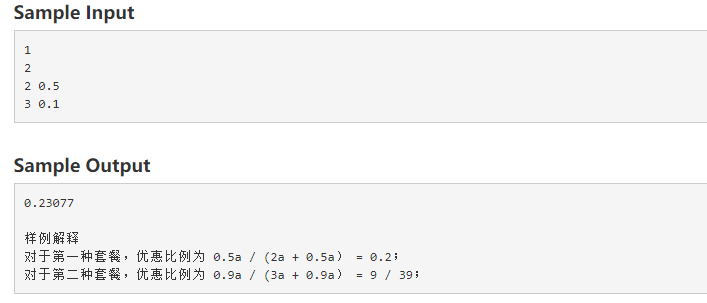 Sample Input
1
2
2 0.5
3 0.1
Sample Output
0.23077
样例解释
对于第一种套餐，优惠比例为 0.5a / (2a + 0.5a） = 0.2；
对于第二种套餐，优惠比例为 0.9a / (3a + 0.9a） = 9 / 39；